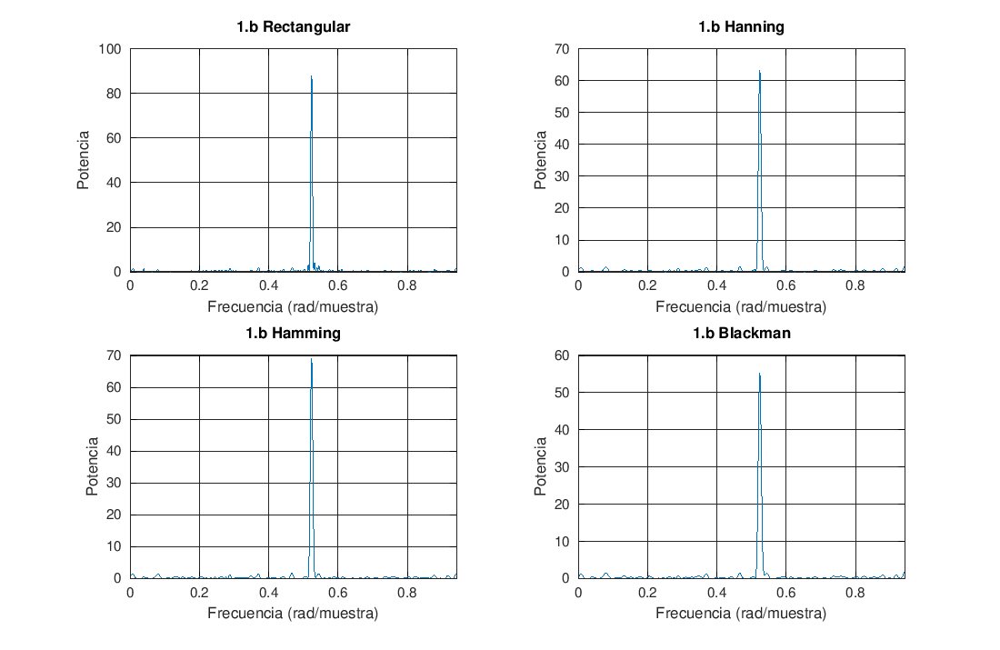 1.b Rectangular
100
80
60
40
20
0
Potencia
0 0.2 0.4 0.6 0.8
Frecuencia (rad/muestra)
1.b Hanning
70
60
50
40
30
20
10
0
Potencia
0 0.2 0.4 0.6 0.8
Frecuencia (rad/muestra)
1.b Hamming
70
60
50
40
30
20
10
0
Potencia
0 0.2 0.4 0.6 0.8
Frecuencia (rad/muestra)
1.b Blackman
60
50
40
30
20
10
0
Potencia
0 0.2 0.4 0.6 0.8
Frecuencia (rad/muestra)